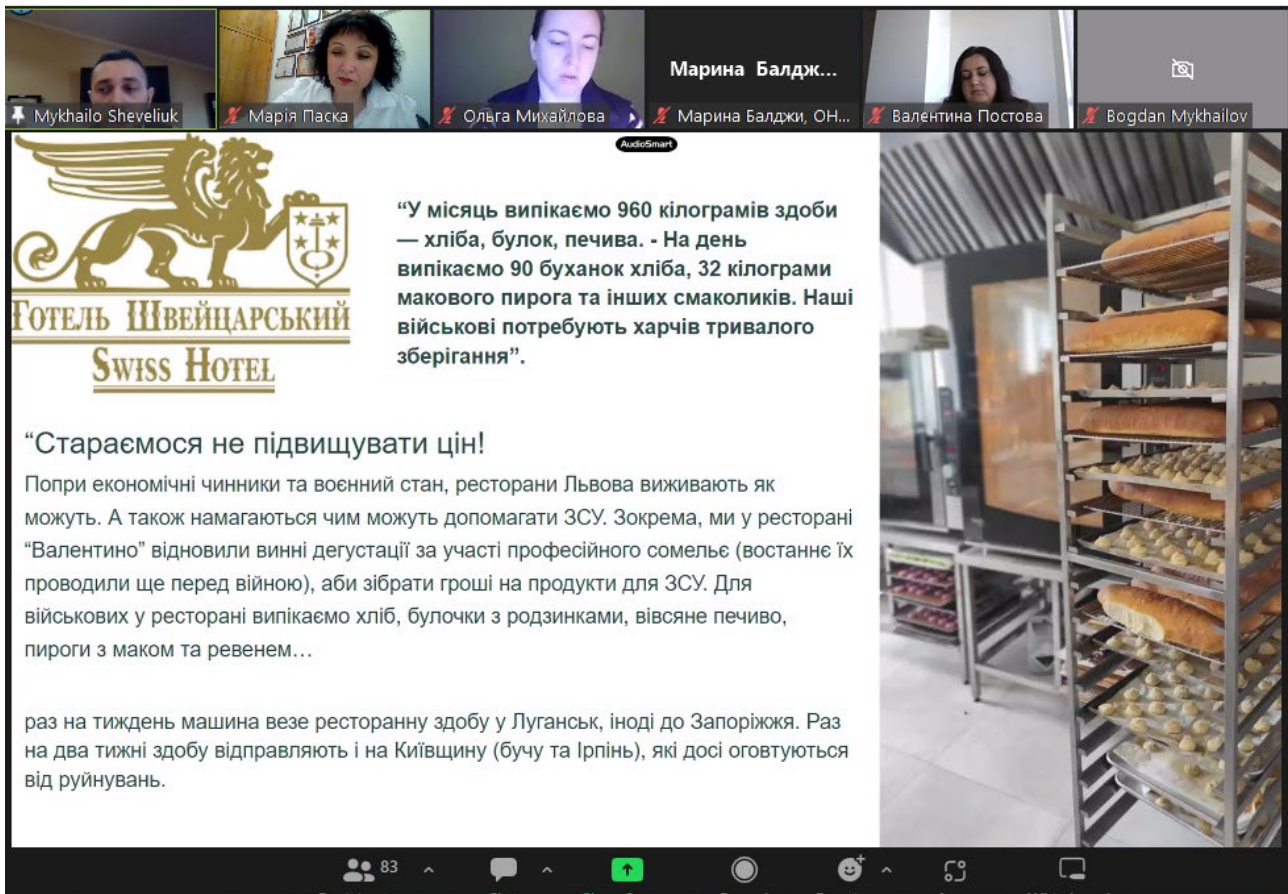 Марина Балдж...
Mykhailo Sheveliuk
Марія Паска
Ольга Михайлова
Марина Балджи, ОН...
Валентина Постова
Bogdan Mykhailov
AudioSmart
ГОТЕЛЬ ШВЕЙЦАРСЬКИЙ
SWISS HOTEL
“У місяць випікаємо 960 кілограмів здоби
— хліба, булок, печива. - На день
випікаємо 90 буханок хліба, 32 кілограми
макового пирога та інших смаколиків. Наші
військові потребують харчів тривалого
зберігання”.
“Стараємося не підвищувати цін!
Попри економічні чинники та воєнний стан, ресторани Львова виживають як
можуть. А також намагаються чим можуть допомагати ЗСУ. Зокрема, ми у ресторані
“Валентино” відновили винні дегустації за участі професійного сомельє (востаннє їх
проводили ще перед війною), аби зібрати гроші на продукти для ЗСУ. Для
військових у ресторані випікаємо хліб, булочки з родзинками, вівсяне печиво,
пироги з маком та ревенем…
раз на тиждень машина везе ресторанну здобу у Луганськ, іноді до Запоріжжя. Раз
на два тижні здобу відправляють і на Київщину (бучу та Ірпінь), які досі оговтуються
від руйнувань.
83